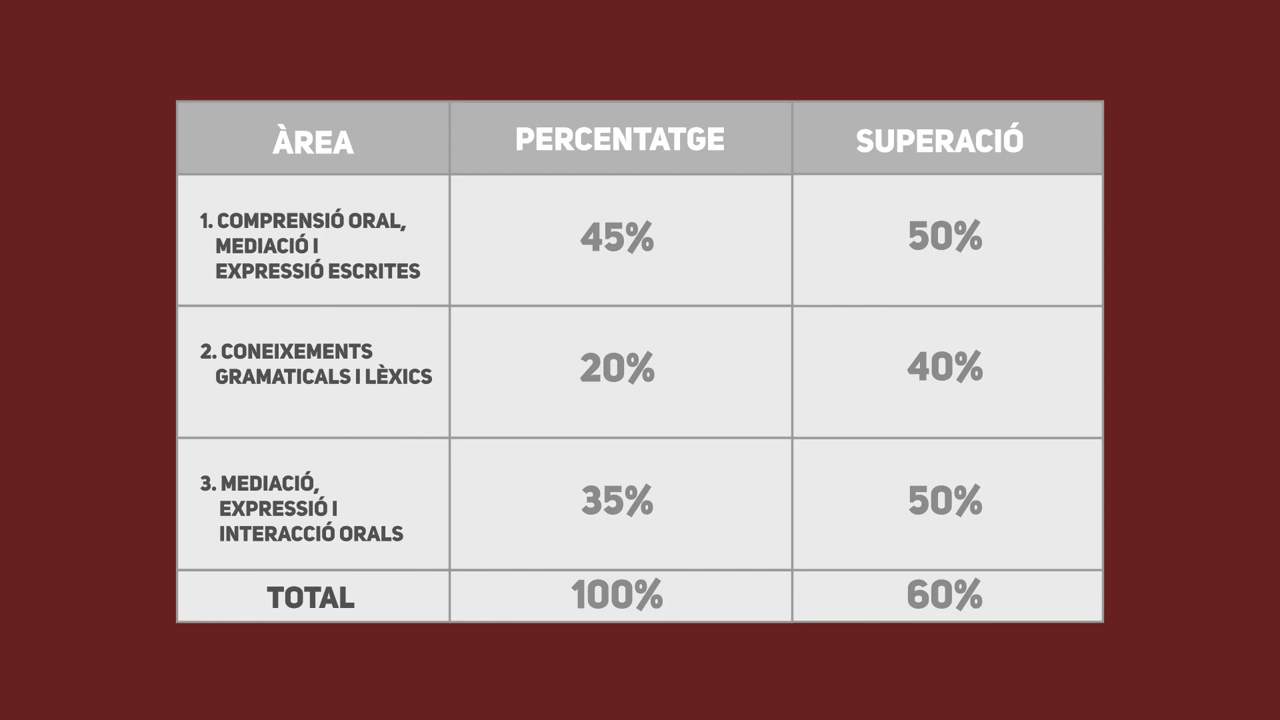 ÀREA PERCENTATGE SUPERACIÓ
1. COMPRENSIÓ ORAL,
MEDIACIÓ I
EXPRESSIÓ ESCRITES
45% 50%
2. CONEIXEMENTS
GRAMATICALS I LÈXICS
20% 40%
3. MEDIACIÓ,
EXPRESSIÓ I
INTERACCIÓ ORALS
35% 50%
TOTAL 100% 60%